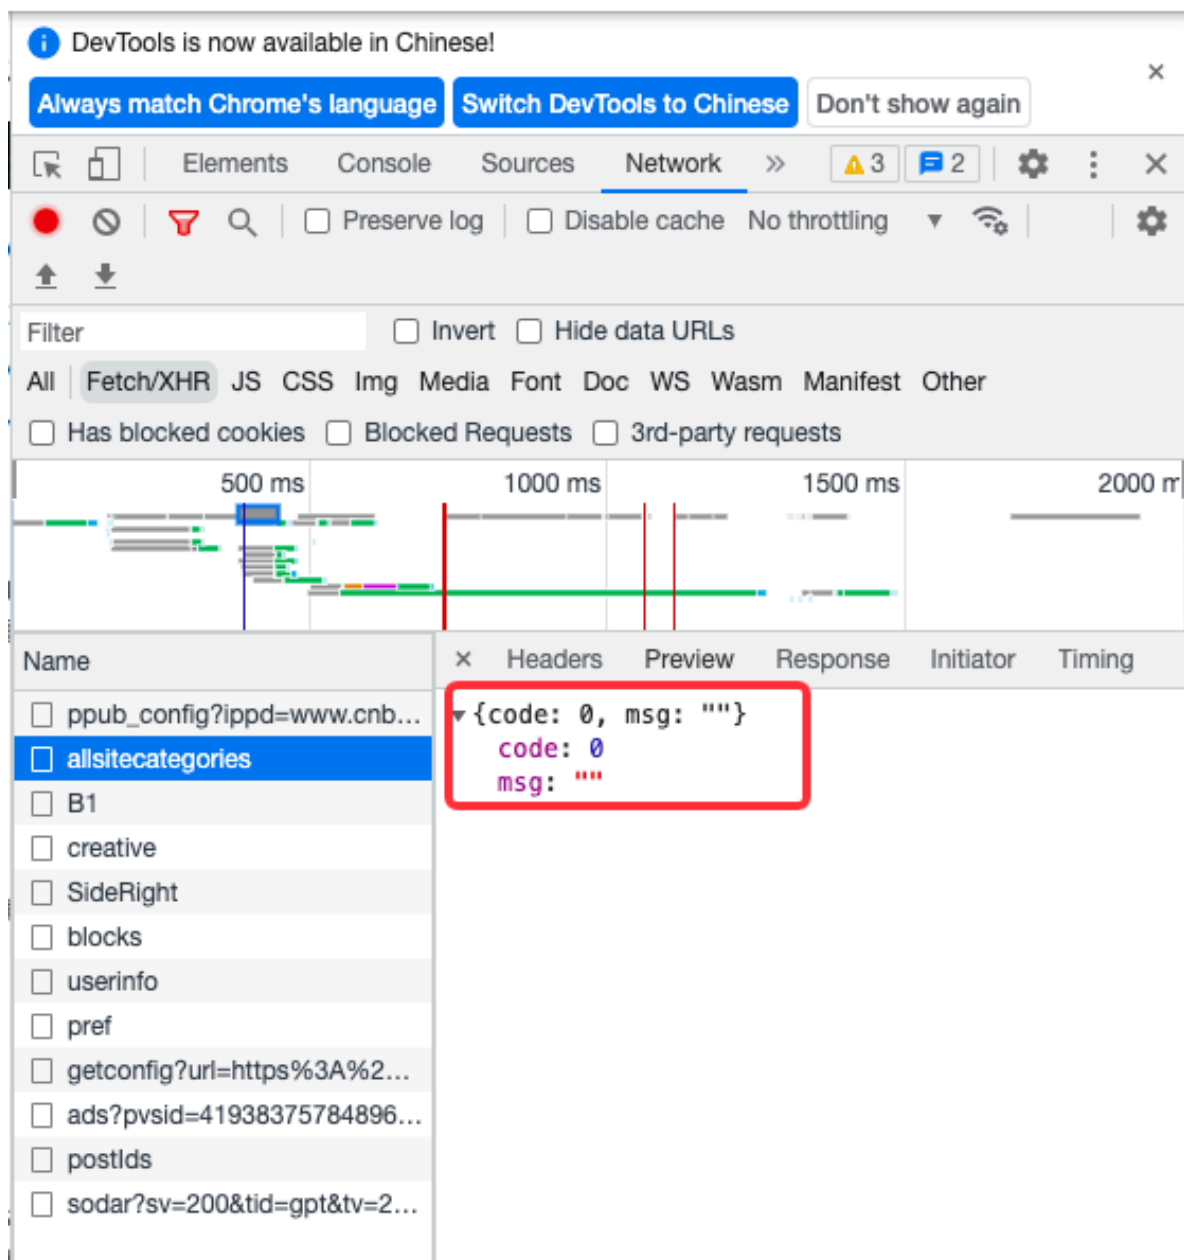 DevTools is now available in Chinese!
Always match Chrome's language Switch DevTools to Chinese Don't show again
Elements Console Sources Network 3 2
Preserve log Disable cache No throttling
Filter Invert Hide data URLs
All Fetch/XHR JS CSS Img Media Font Doc WS Wasm Manifest Other
Has blocked cookies Blocked Requests 3rd-party requests
500 ms 1000 ms 1500 ms 2000 m
Name Headers Preview Response Initiator Timing
ppub_config?ippd=www.cnb...
allsitecategories
B1
creative
SideRight
blocks
userinfo
pref
getconfig?url=https%3A%2...
ads?pvsid=41938375784896...
postIds
sodar?sv=200&tid=gpt&tv=2...
{code: 0, msg: ""}
code: 0
msg: ""